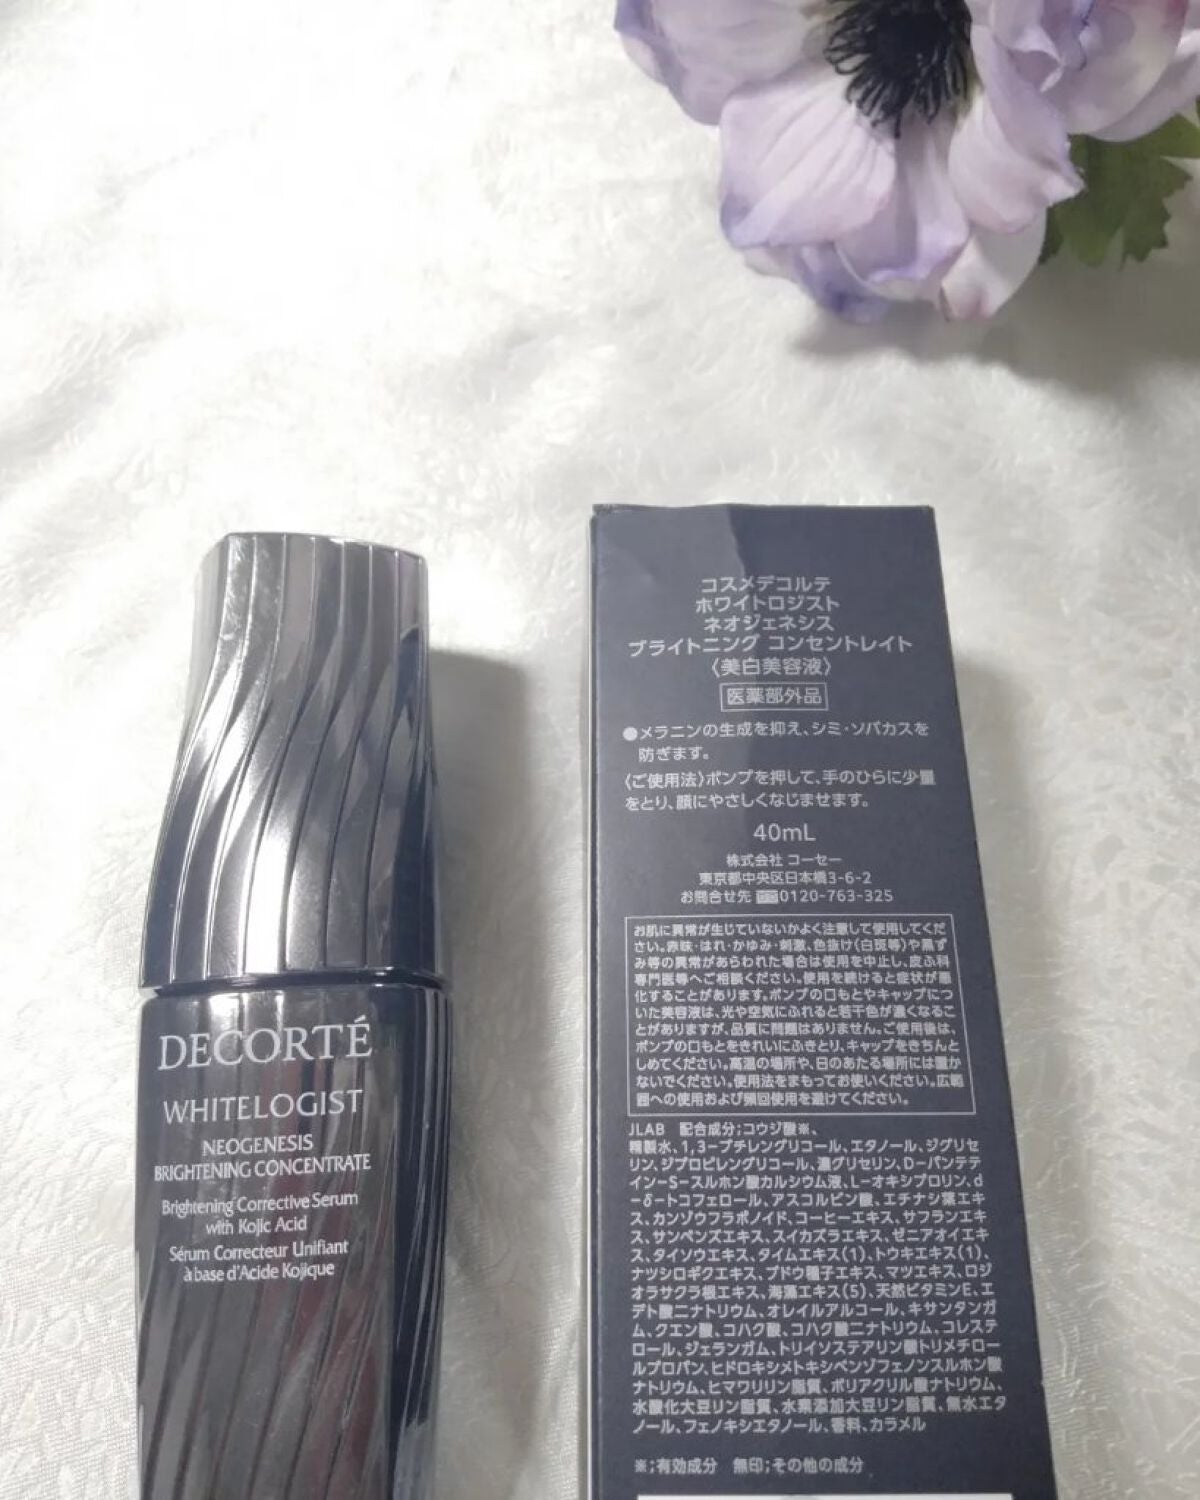 DECORTÉ
WHITELOGIST
NEOGENESIS
BRIGHTENING CONCENTRATE
Brightening Corrective Serum
with Kojic Acid
Sérum Correcteur Unifiant
à base d'Acide Kojique
コスメデコルテ
ホワイトロジスト
ネオジェネシス
ブライトニング コンセントレイト
〈美白美容液〉
医薬部外品
●メラニンの生成を抑え、シミ・ソバカスを
防ぎます。
〈ご使用法〉ポンプを押して、手のひらに少量
をとり、顔にやさしくなじませます。
40mL
株式会社 コーセー
東京都中央区日本橋3-6-2
お問合せ先 0120-763-325
お肌に異常が生じていないかよく注意して使用してくだ
さい。赤味・はれ・かゆみ・刺激、色抜け(白斑等)や黒ず
み等の異常があらわれた場合は使用を中止し、皮ふ科
専門医等へご相談ください。使用を続けると症状が悪
化することがあります。ポンプの口もとやキャップにつ
いた美容液は、光や空気にふれると若干色が濃くなるこ
とがありますが、品質に問題はありません。ご使用後は、
ポンプの口もとをきれいにふきとり、キャップをきちんと
しめてください。高温の場所や、日のあたる場所には置か
ないでください。使用法をまもってお使いください。広範
囲への使用および頻回使用を避けてください。
JLAB 配合成分;コウジ酸※、
精製水、1,3-ブチレングリコール、エタノール、ジグリセ
リン、ジプロピレングリコール、濃グリセリン、D-パンテテ
イン-S-スルホン酸カルシウム液、L-オキシプロリン、d
-δ-トコフェロール、アスコルビン酸、エチナシ葉エキ
ス、カンゾウフラボノイド、コーヒーエキス、サフランエキ
ス、サンペンズエキス、スイカズラエキス、ゼニアオイエキ
ス、タイソウエキス、タイムエキス(1)、トウキエキス(1)、
ナツシロギクエキス、ブドウ種子エキス、マツエキス、ロジ
オラサクラ根エキス、海藻エキス(5)、天然ビタミンE、エ
デト酸二ナトリウム、オレイルアルコール、キサンタンガ
ム、クエン酸、コハク酸、コハク酸二ナトリウム、コレステ
ロール、ジェランガム、トリイソステアリン酸トリメチロー
ルプロパン、ヒドロキシメトキシベンゾフェノンスルホン酸
ナトリウム、ヒマワリリン脂質、ポリアクリル酸ナトリウム、
水酸化大豆リン脂質、水素添加大豆リン脂質、無水エタ
ノール、フェノキシエタノール、香料、カラメル
※;有効成分 無印;その他の成分